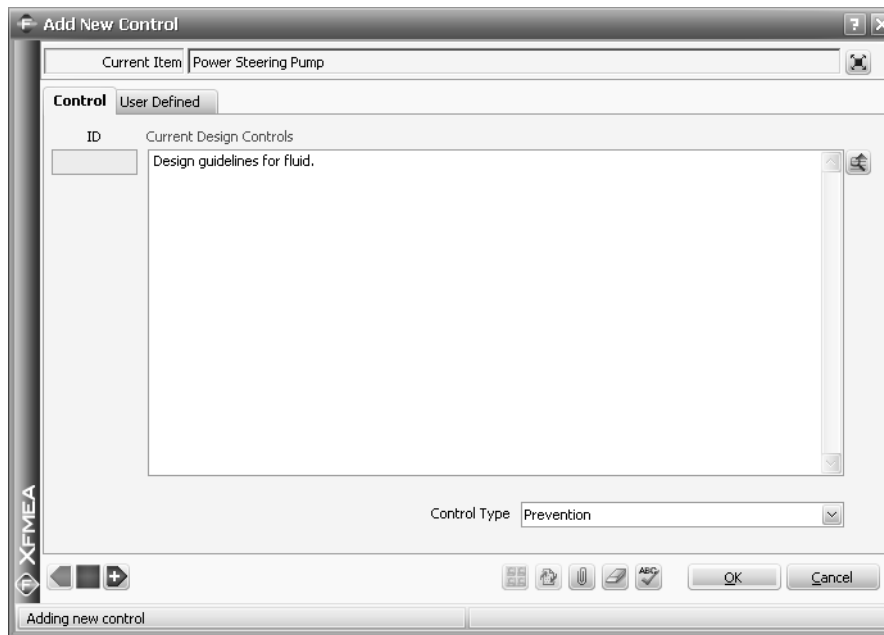 Add New Control
Current Item Power Steering Pump
Control User Defined
ID Current Design Controls
Design guidelines for fluid.
Control Type Prevention
XFMEA
ABC
OK Cancel
Adding new control